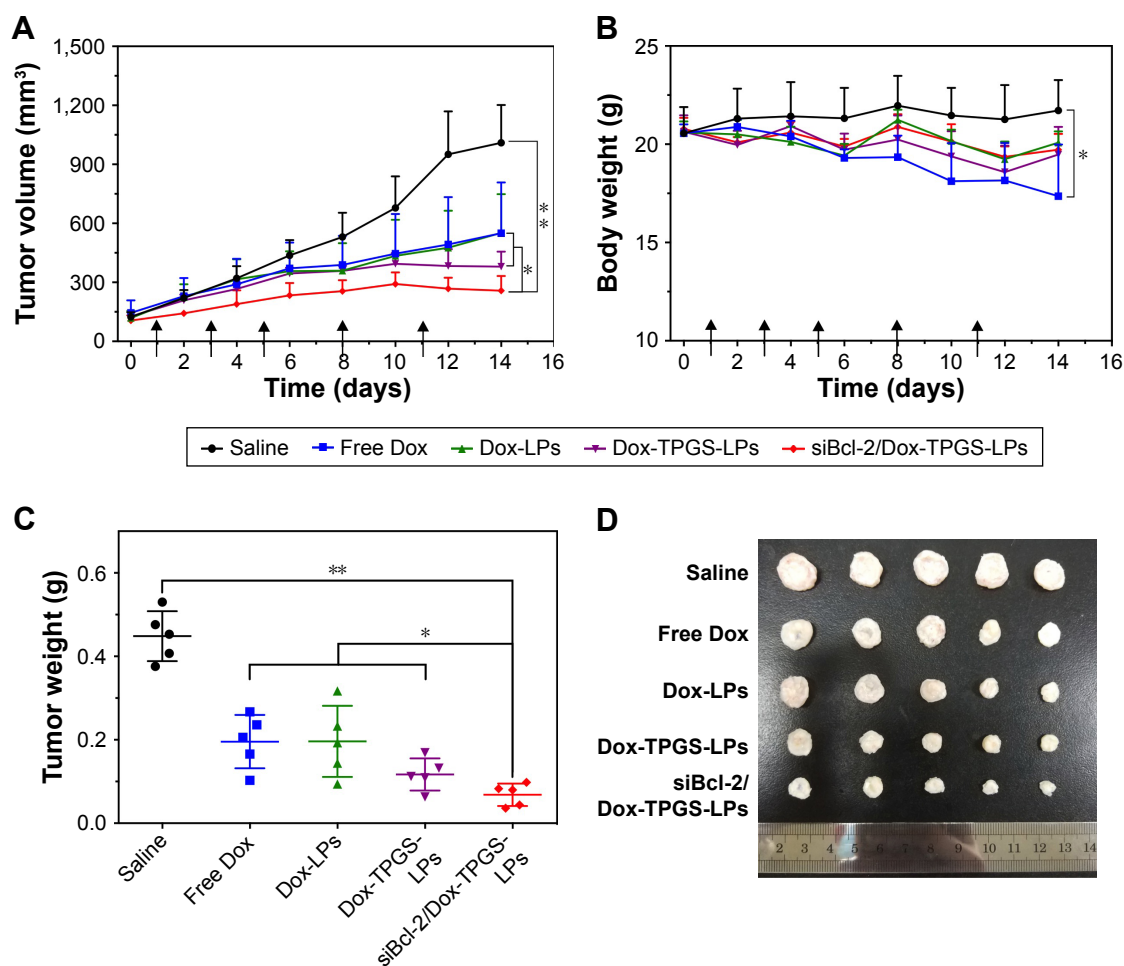 A
1,500
1,200
900
600
300
0
Tumor volume (mm³)
0 2 4 6 8 10 12 14 16
Time (days)
**
*
B
25
20
15
10
Body weight (g)
0 2 4 6 8 10 12 14 16
Time (days)
*
Saline Free Dox Dox-LPs Dox-TPGS-LPs siBcl-2/Dox-TPGS-LPs
C
0.6
0.4
0.2
0.0
Tumor weight (g)
**
*
Saline
Free Dox
Dox-LPs
Dox-TPGS-
LPs
siBcl-2/Dox-TPGS-
LPs
D
Saline
Free Dox
Dox-LPs
Dox-TPGS-LPs
siBcl-2/
Dox-TPGS-LPs
2 3 4 5 6 7 8 9 10 11 12 13 14